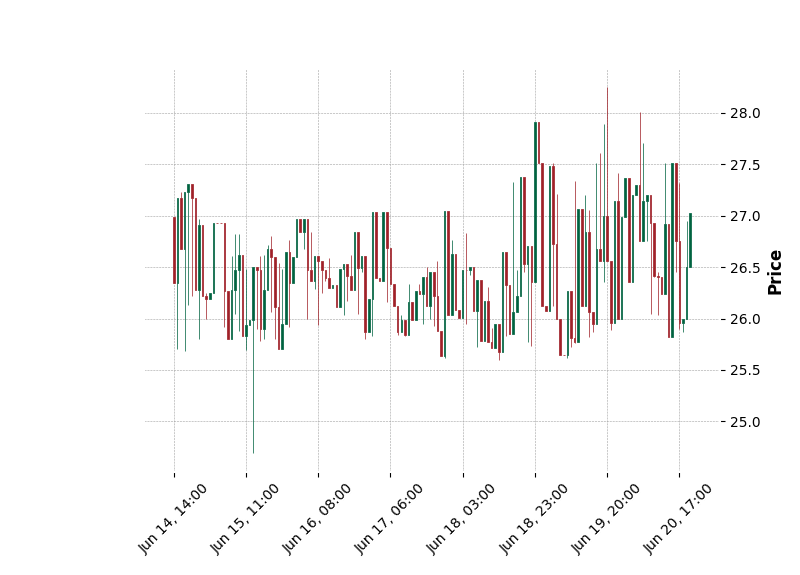 28.0
27.5
27.0
26.5
26.0
25.5
25.0
Price
Jun 14, 14:00
Jun 15, 11:00
Jun 16, 08:00
Jun 17, 06:00
Jun 18, 03:00
Jun 18, 23:00
Jun 19, 20:00
Jun 20, 17:00